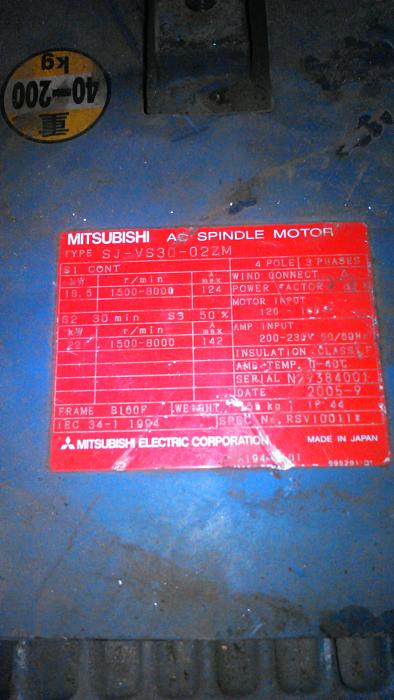 40-200
kg
重
MITSUBISHI AC SPINDLE MOTOR
TYPE SJ-VS30-02ZM
S1 CONT 4 POLE 3 PHASES
kW r/min A max WIND CONNECT
18.5 1500-8000 124 POWER FACTOR
MOTOR INPUT
S2 30 min S3 50 %
kW r/min A max AMP INPUT
22 1500-8000 142 200-230V 50/60Hz
INSULATION CLASS F
AMB TEMP. 0-40℃
SERIAL
DATE 2005-9
FRAME B160F WEIGHT kg IP 44
IEC 34-1 1994 SPEC No.
MITSUBISHI ELECTRIC CORPORATION MADE IN JAPAN